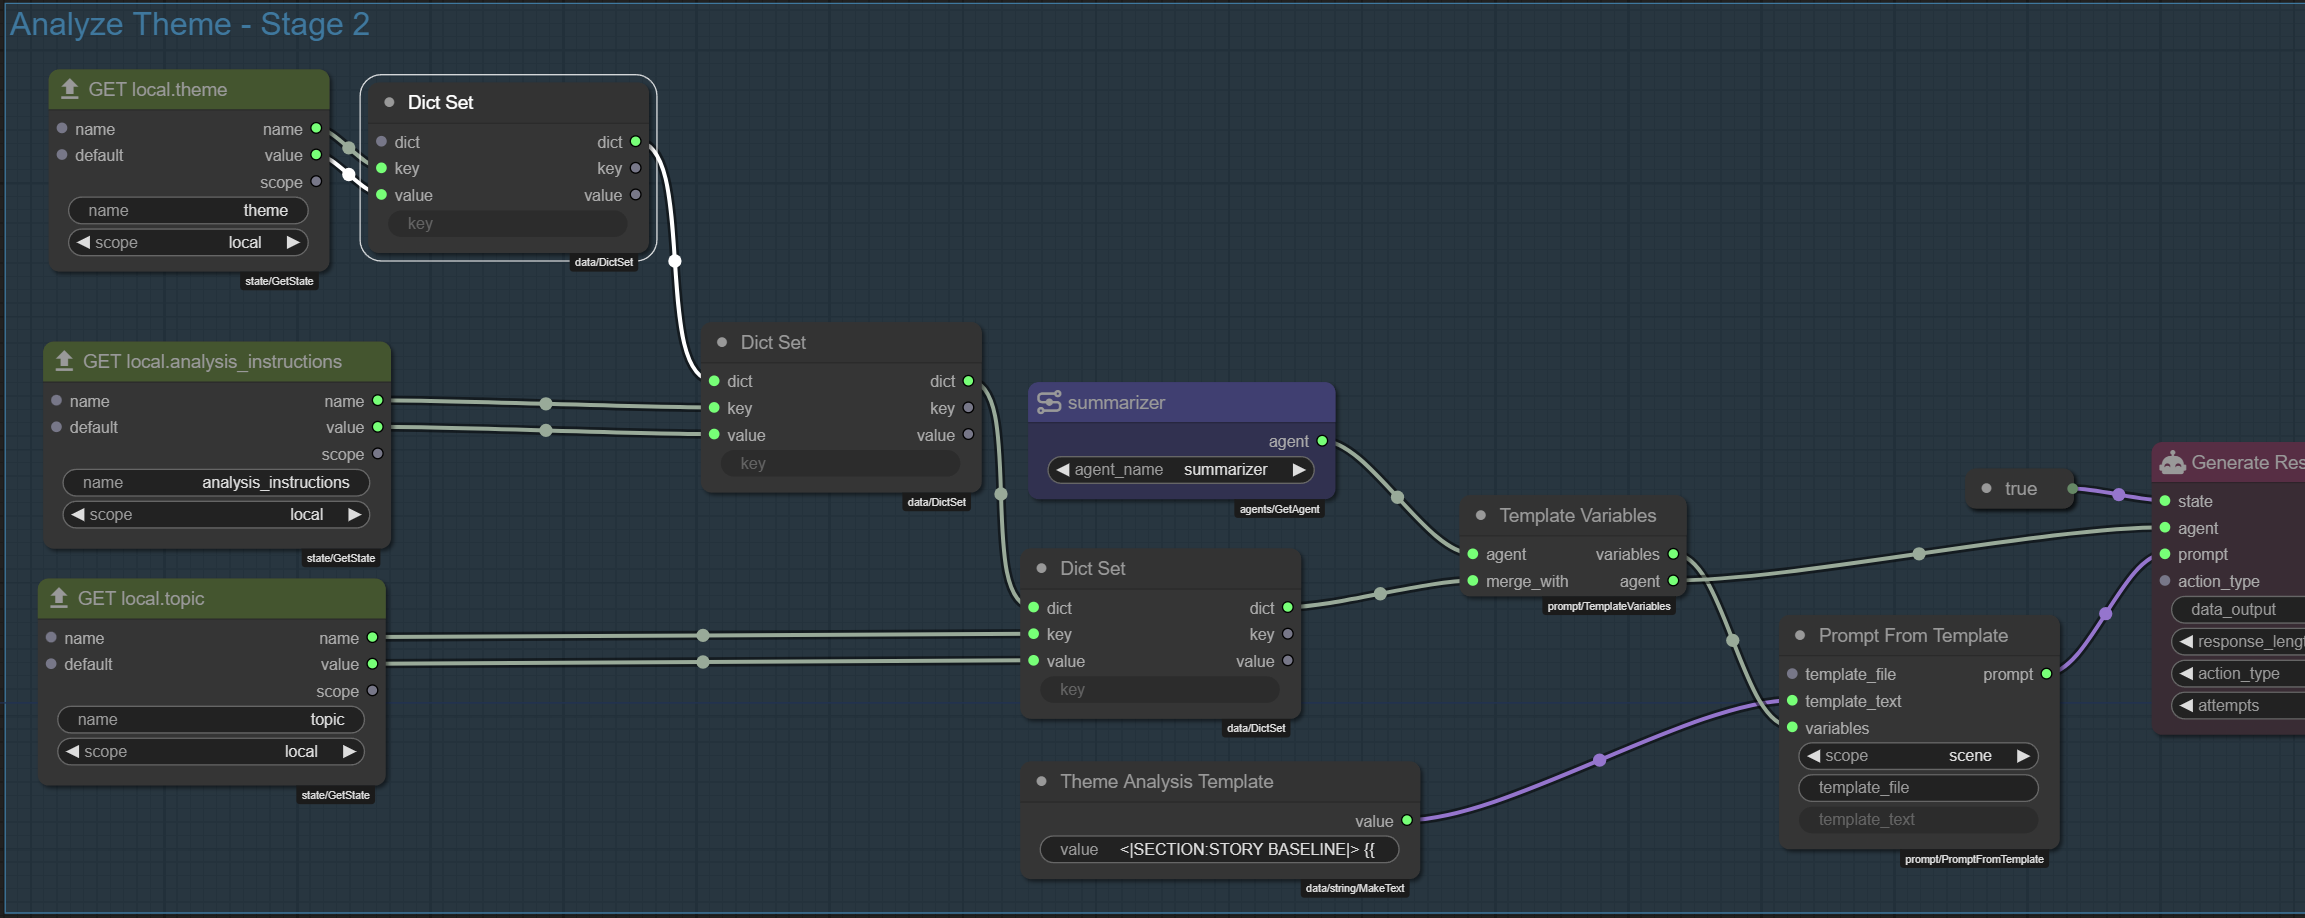 Analyze Theme - Stage 2
GET local.theme
name name
default value
scope
name theme
scope local
state/GetState
Dict Set
dict dict
key key
value value
key
data/DictSet
GET local.analysis_instructions
name name
default value
scope
name analysis_instructions
scope local
state/GetState
Dict Set
dict dict
key key
value value
key
data/DictSet
GET local.topic
name name
default value
scope
name topic
scope local
state/GetState
summarizer
agent
agent_name summarizer
agents/GetAgent
Dict Set
dict dict
key key
value value
key
data/DictSet
Theme Analysis Template
value
value <|SECTION:STORY BASELINE|> {{
data/string/MakeText
Template Variables
agent variables
merge_with agent
prompt/TemplateVariables
Prompt From Template
template_file prompt
template_text
variables
scope scene
template_file
template_text
prompt/PromptFromTemplate
true
Generate Res
state
agent
prompt
action_type
data_output
response_lengt
action_type
attempts